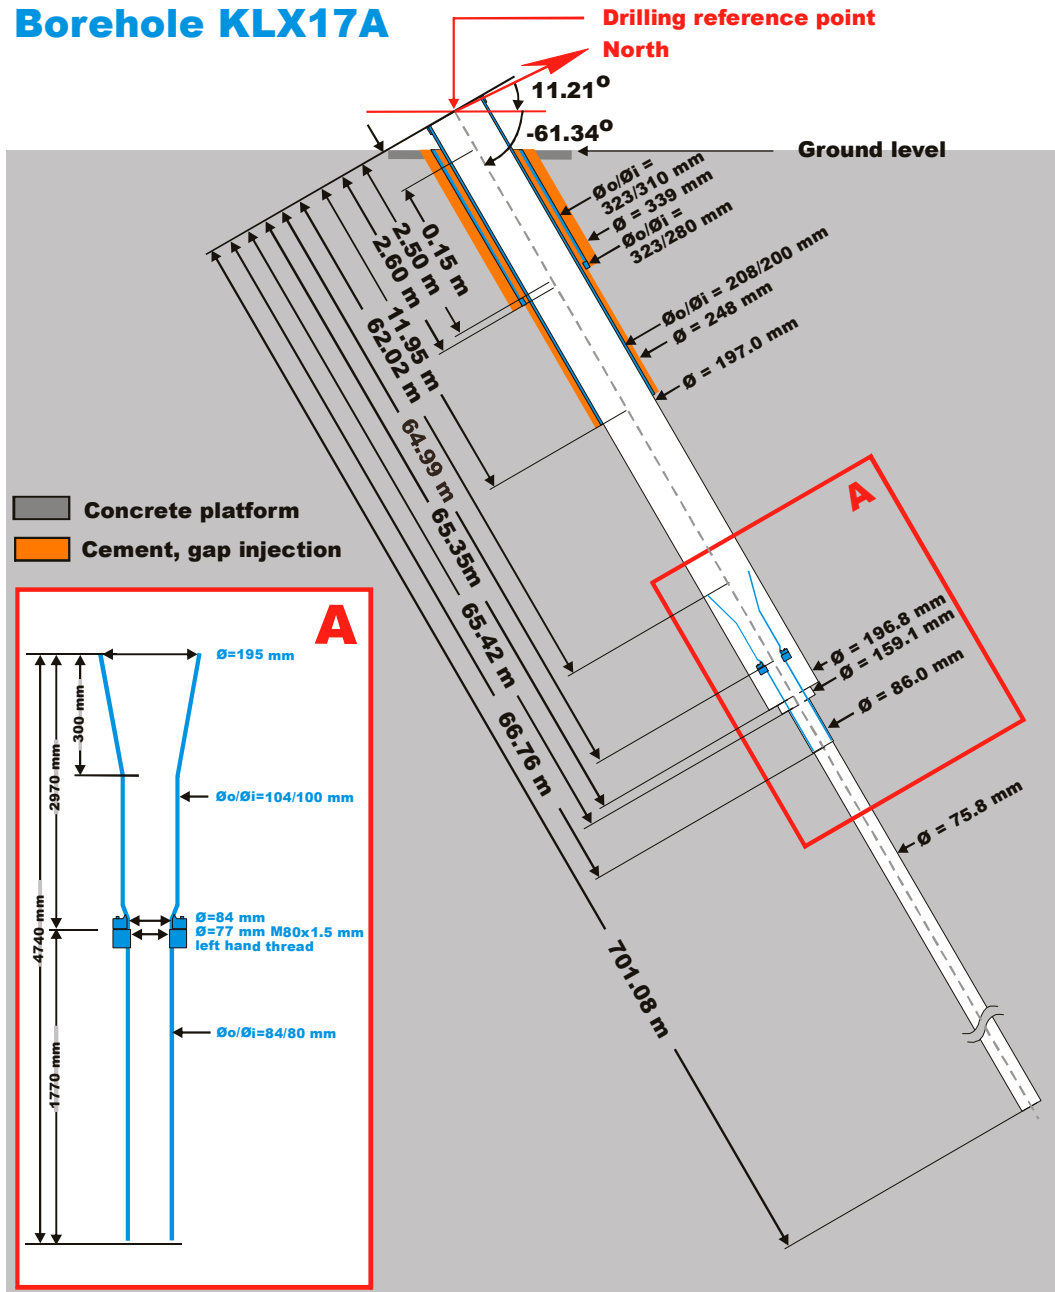 Borehole KLX17A
Drilling reference point
North
11.21°
-61.34°
Ground level
Øo/Øi =
323/310 mm
Ø = 339 mm
Øo/Øi =
323/280 mm
Øo/Øi = 208/200 mm
Ø = 248 mm
Ø = 197.0 mm
0.15 m
2.50 m
2.60 m
11.95 m
62.02 m
64.99 m
65.35m
65.42 m
66.76 m
701.08 m
A
Ø = 196.8 mm
Ø = 159.1 mm
Ø = 86.0 mm
Ø = 75.8 mm
Concrete platform
Cement, gap injection
A
Ø=195 mm
300 mm
2970 mm
Øo/Øi=104/100 mm
Ø=84 mm
Ø=77 mm M80x1.5 mm
left hand thread
4740 mm
Øo/Øi=84/80 mm
1770 mm